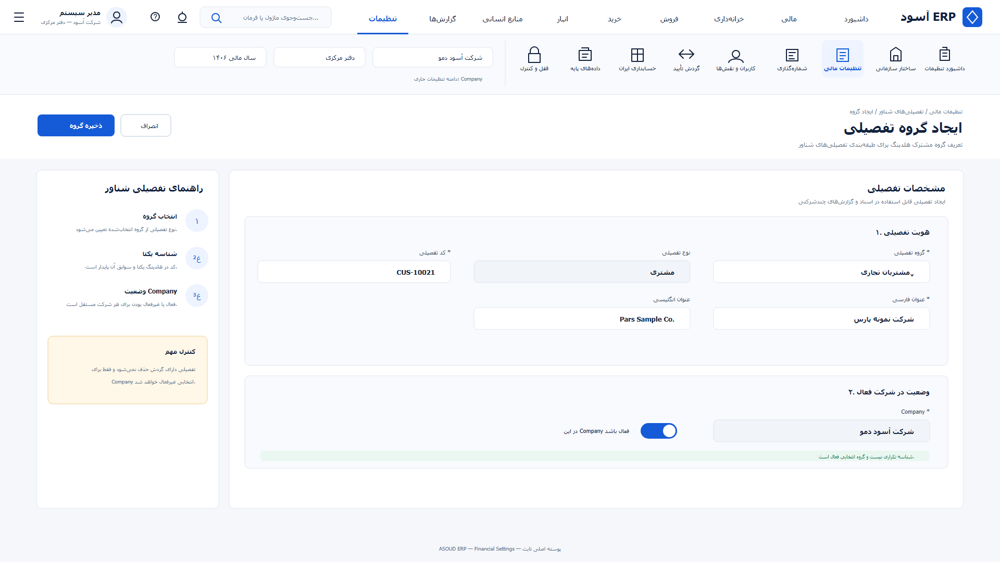 ERP آسود
داشبورد
مالی
خزانه‌داری
فروش
خرید
انبار
منابع انسانی
گزارش‌ها
تنظیمات
جست‌وجوی ماژول یا فرمان...
?
مدیر سیستم
شرکت آسود — دفتر مرکزی
داشبورد تنظیمات
ساختار سازمانی
تنظیمات مالی
شماره‌گذاری
کاربران و نقش‌ها
گردش تأیید
حسابداری ایران
داده‌های پایه
قفل و کنترل
شرکت آسود دمو
دفتر مرکزی
سال مالی ۱۴۰۶
دامنه تنظیمات جاری: Company
تنظیمات مالی / تفصیلی‌های شناور / ایجاد گروه
ایجاد گروه تفصیلی
تعریف گروه مشترک هلدینگ برای طبقه‌بندی تفصیلی‌های شناور
انصراف
ذخیره گروه
مشخصات تفصیلی
ایجاد تفصیلی قابل استفاده در اسناد و گزارش‌های چندشرکتی
۱. هویت تفصیلی
گروه تفصیلی *
نوع تفصیلی
کد تفصیلی *
مشتریان تجاری⌄
مشتری
CUS-10021
عنوان فارسی *
عنوان انگلیسی
شرکت نمونه پارس
Pars Sample Co.
۲. وضعیت در شرکت فعال
Company *
شرکت آسود دمو
در این Company فعال باشد
شناسه تکراری نیست و گروه انتخابی فعال است.
راهنمای تفصیلی شناور
۱
انتخاب گروه
نوع تفصیلی از گروه انتخاب‌شده تعیین می‌شود.
غ²
شناسه یکتا
کد در هلدینگ یکتا و سوابق آن پایدار است.
غ³
وضعیت Company
فعال یا غیرفعال بودن برای هر شرکت مستقل است.
کنترل مهم
تفصیلی دارای گردش حذف نمی‌شود و فقط برای
Company انتخابی غیرفعال خواهد شد.
ASOUD ERP — Financial Settings — پوسته اصلی ثابت